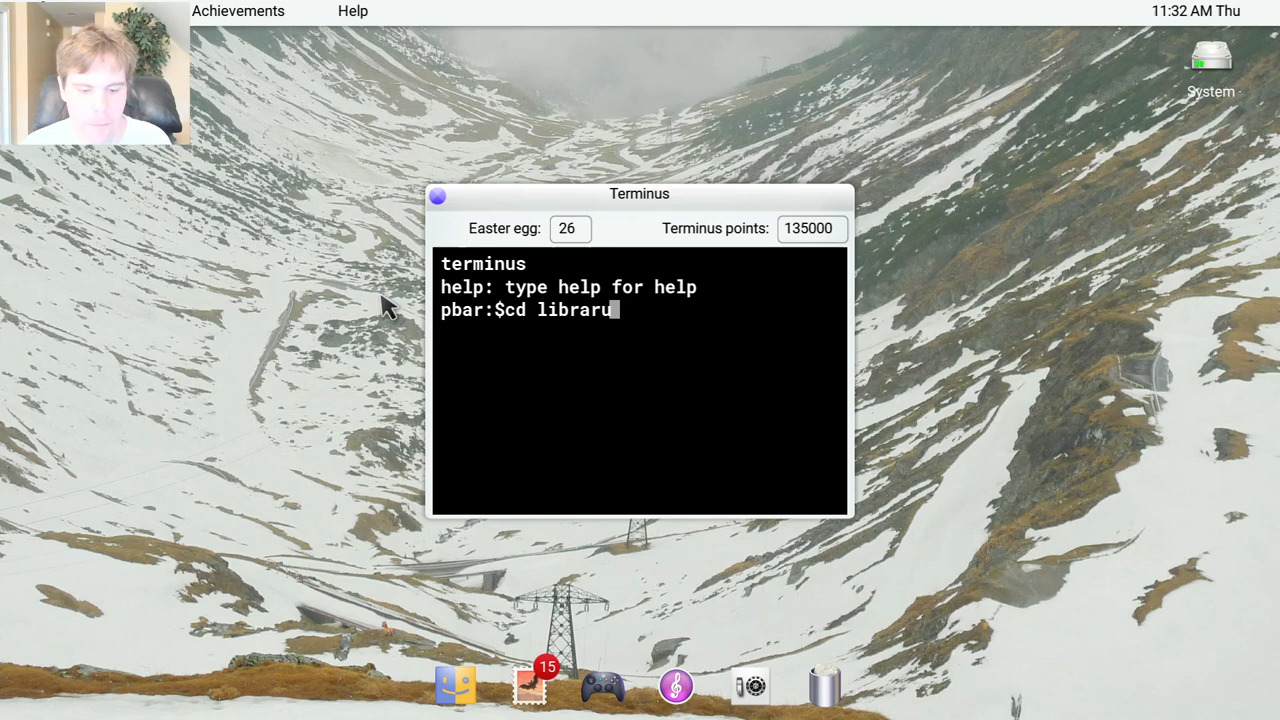 Achievements Help 11:32 AM Thu
System
Terminus
Easter egg: 26 Terminus points: 135000
terminus
help: type help for help
pbar:$cd libraru
15